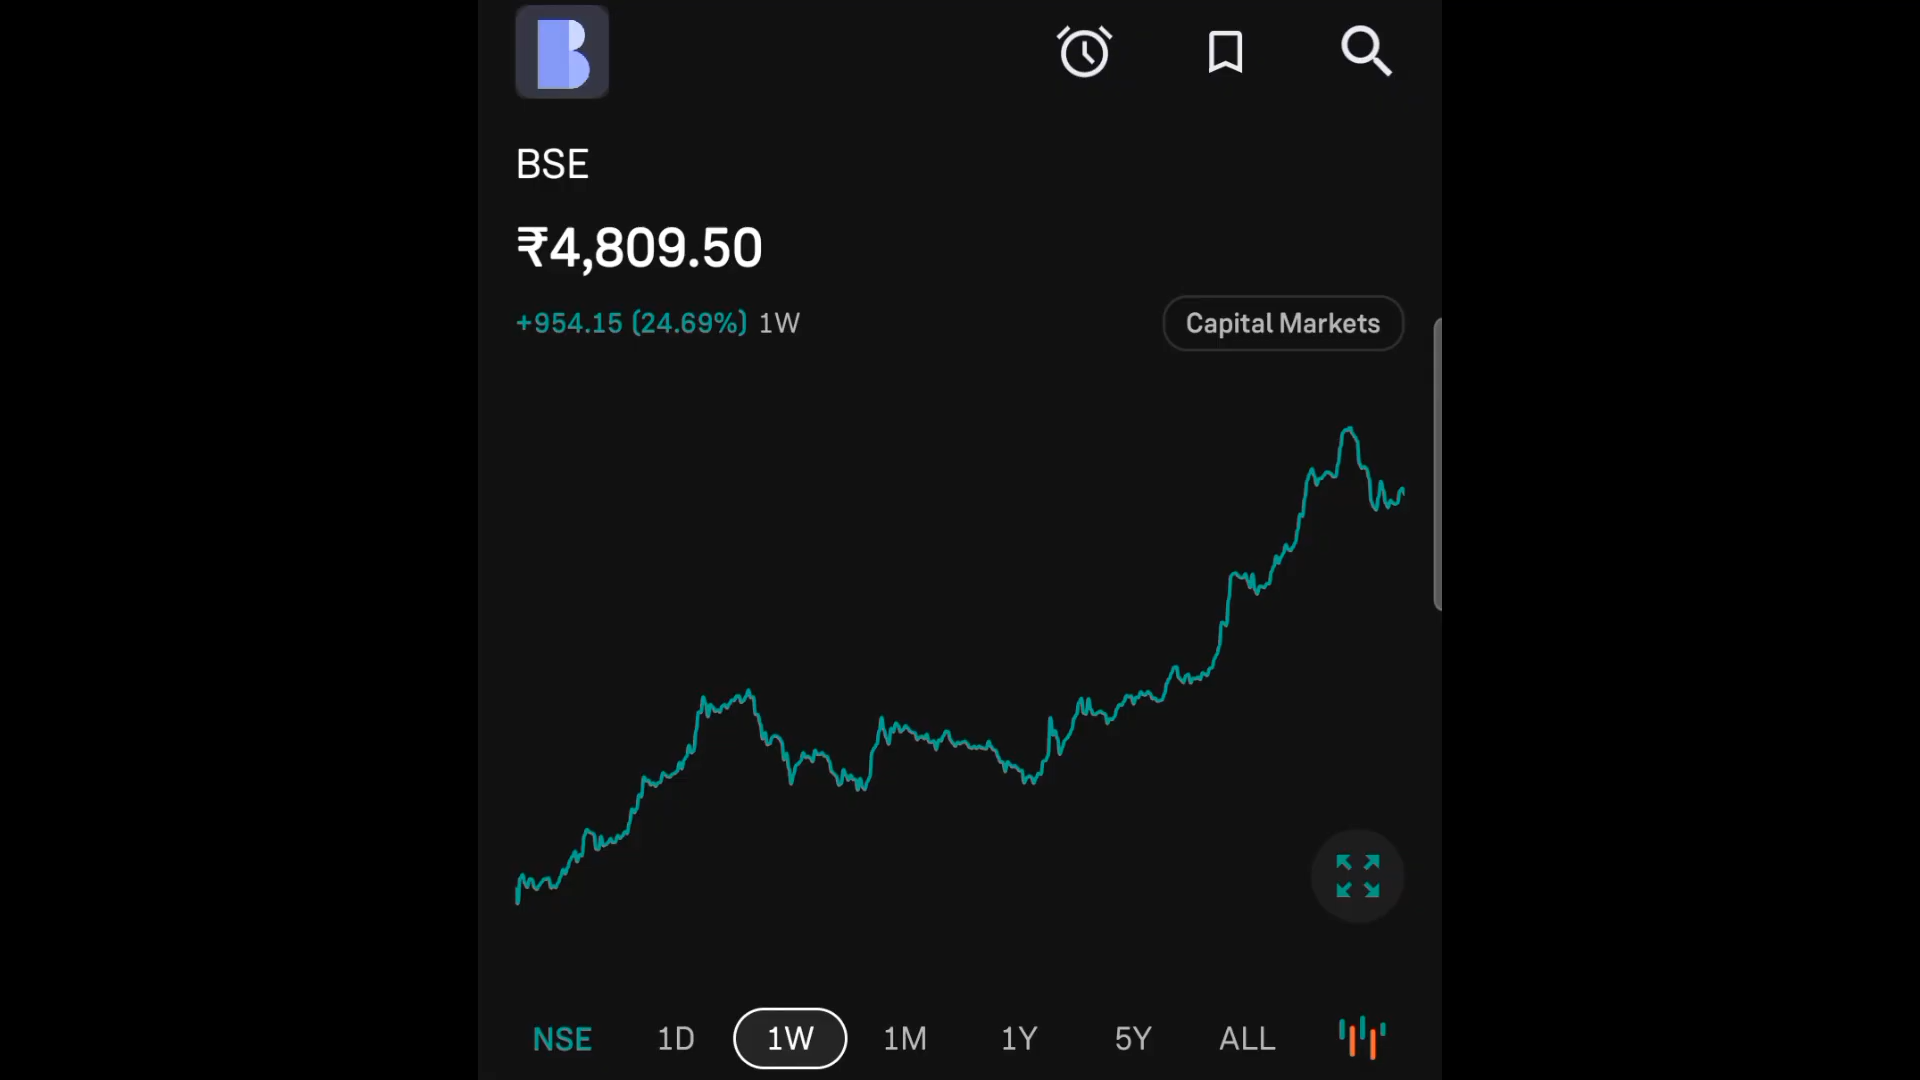 B
BSE
₹4,809.50
+954.15 (24.69%) 1W
Capital Markets
NSE 1D 1W 1M 1Y 5Y ALL